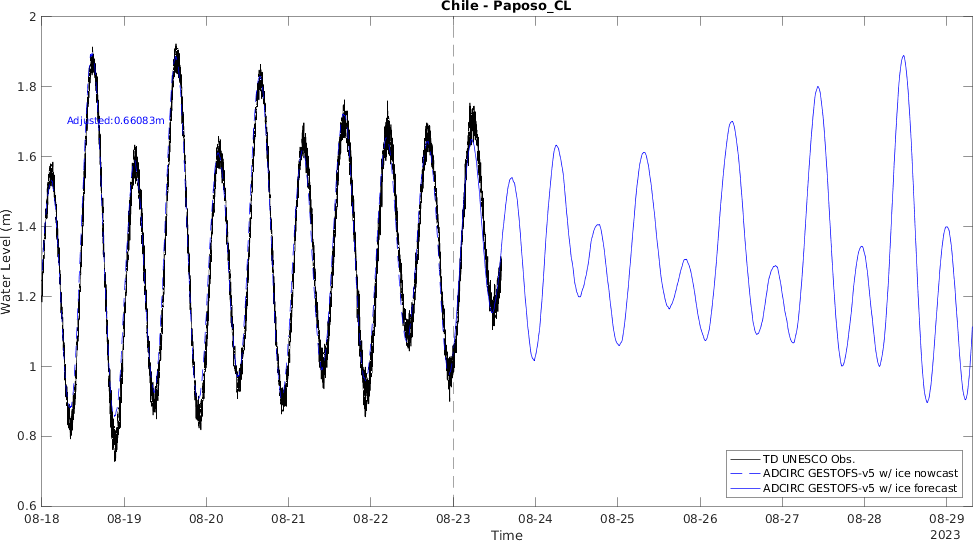 Chile - Paposo_CL
2
1.8
1.6
1.4
1.2
1
0.8
0.6
Water Level (m)
Adjusted:0.66083m
TD UNESCO Obs.
ADCIRC GESTOFS-v5 w/ ice nowcast
ADCIRC GESTOFS-v5 w/ ice forecast
08-18 08-19 08-20 08-21 08-22 08-23 08-24 08-25 08-26 08-27 08-28 08-29
2023
Time